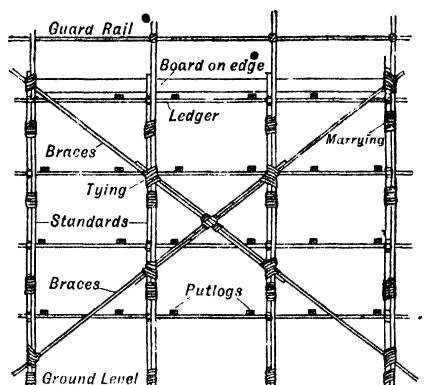 Guard Rail
Board on edge
Ledger
Marrying
Braces
Tying
Standards
Braces
Putlogs
Ground Level